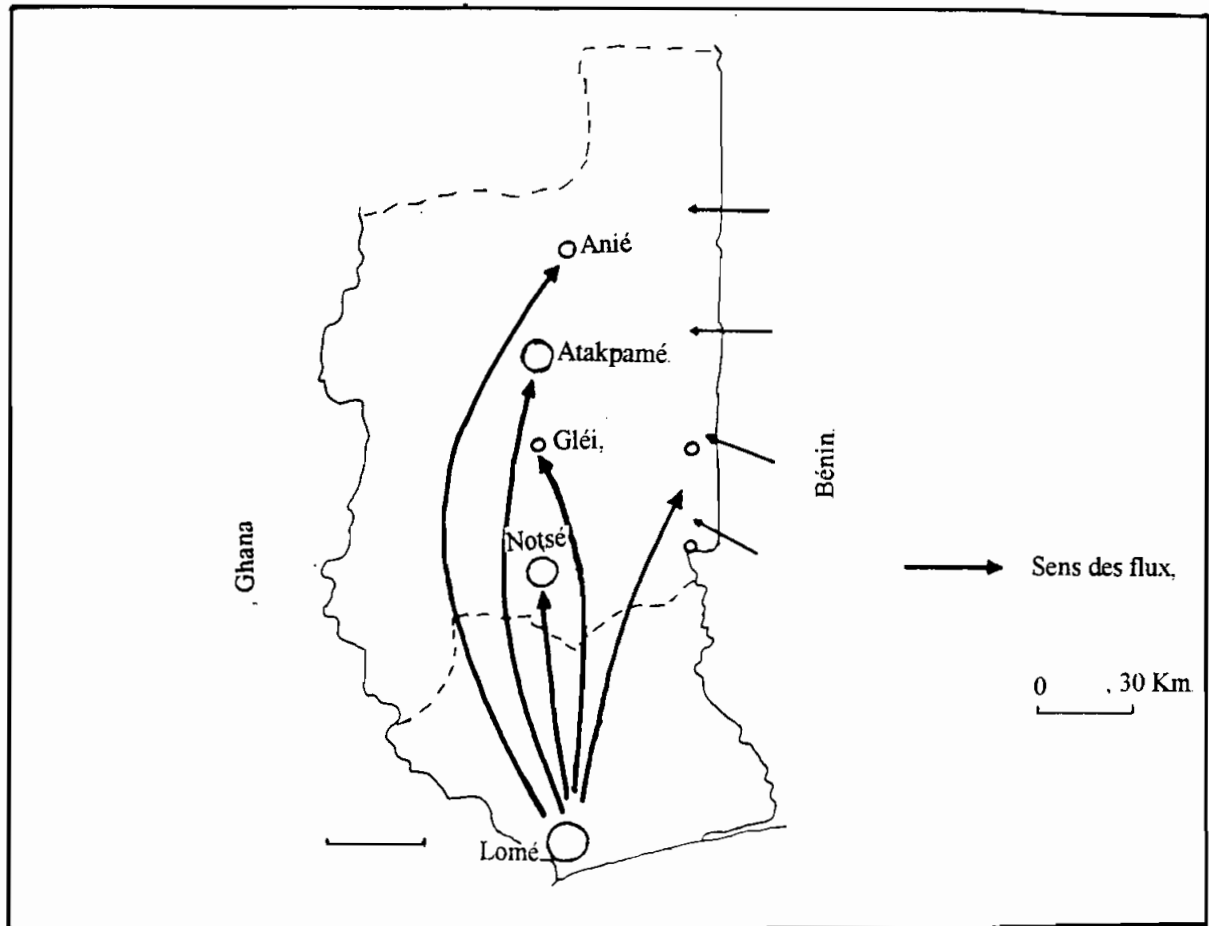 Anié
Atakpamé
Gléi,
Notsé
Ghana
Bénin
Sens des flux,
0 30 Km
Lomé